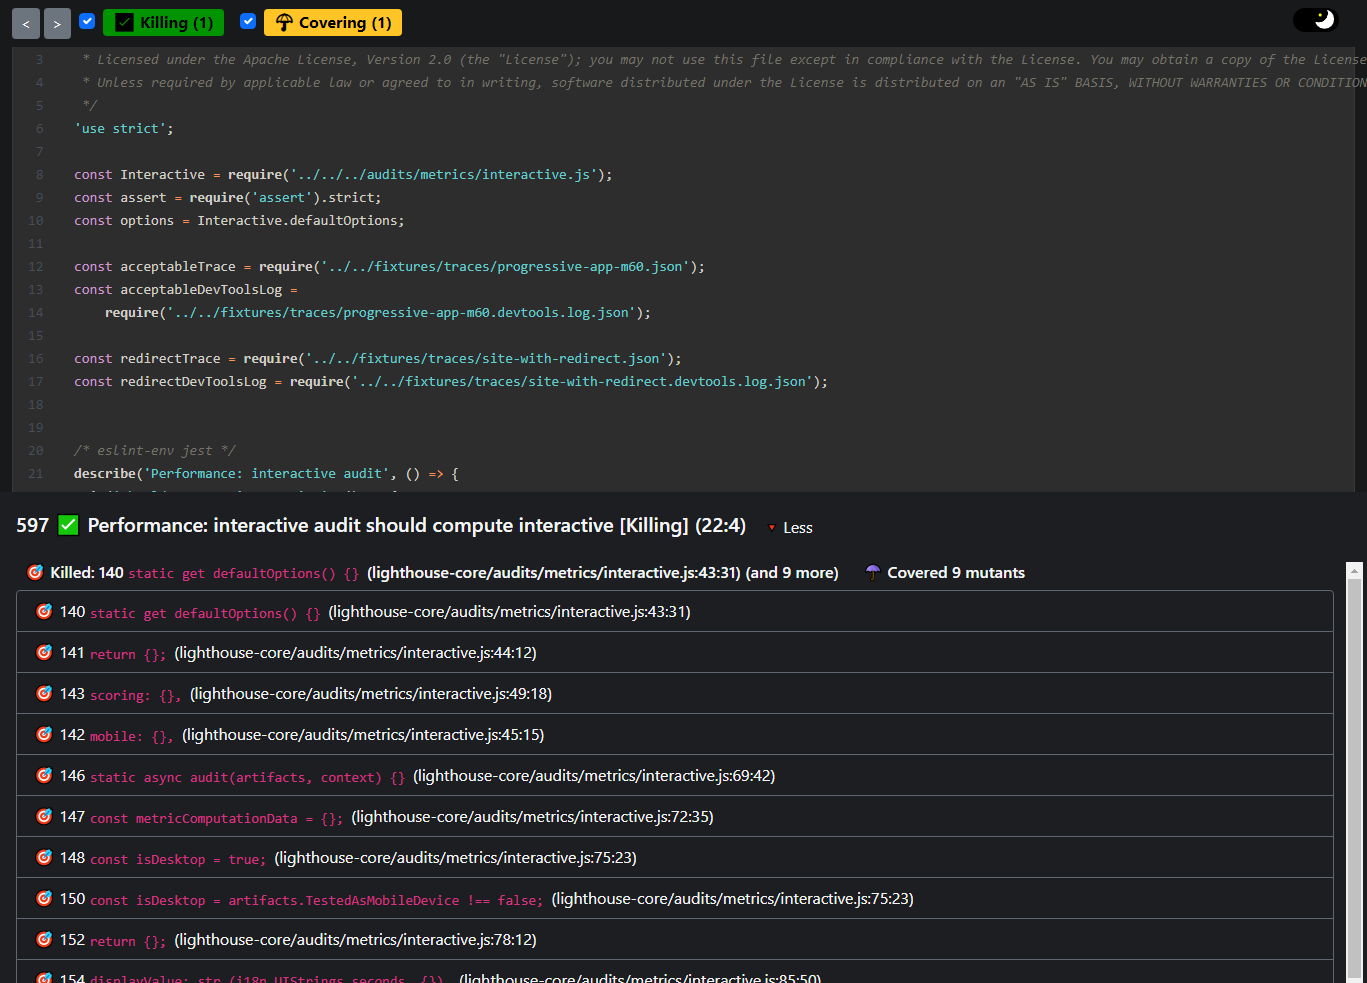 < > Killing (1) Covering (1)
3 * Licensed under the Apache License, Version 2.0 (the "License"); you may not use this file except in compliance with the License. You may obtain a copy of the License
4 * Unless required by applicable law or agreed to in writing, software distributed under the License is distributed on an "AS IS" BASIS, WITHOUT WARRANTIES OR CONDITION
5 */
6 'use strict';
7
8 const Interactive = require('../../../audits/metrics/interactive.js');
9 const assert = require('assert').strict;
10 const options = Interactive.defaultOptions;
11
12 const acceptableTrace = require('../../fixtures/traces/progressive-app-m60.json');
13 const acceptableDevToolsLog =
14 require('../../fixtures/traces/progressive-app-m60.devtools.log.json');
15
16 const redirectTrace = require('../../fixtures/traces/site-with-redirect.json');
17 const redirectDevToolsLog = require('../../fixtures/traces/site-with-redirect.devtools.log.json');
18
19
20 /* eslint-env jest */
21 describe('Performance: interactive audit', () => {
597 Performance: interactive audit should compute interactive [Killing] (22:4) Less
Killed: 140 static get defaultOptions() {} (lighthouse-core/audits/metrics/interactive.js:43:31) (and 9 more) Covered 9 mutants
140 static get defaultOptions() {} (lighthouse-core/audits/metrics/interactive.js:43:31)
141 return {}; (lighthouse-core/audits/metrics/interactive.js:44:12)
143 scoring: {}, (lighthouse-core/audits/metrics/interactive.js:49:18)
142 mobile: {}, (lighthouse-core/audits/metrics/interactive.js:45:15)
146 static async audit(artifacts, context) {} (lighthouse-core/audits/metrics/interactive.js:69:42)
147 const metricComputationData = {}; (lighthouse-core/audits/metrics/interactive.js:72:35)
148 const isDesktop = true; (lighthouse-core/audits/metrics/interactive.js:75:23)
150 const isDesktop = artifacts.TestedAsMobileDevice !== false; (lighthouse-core/audits/metrics/interactive.js:75:23)
152 return {}; (lighthouse-core/audits/metrics/interactive.js:78:12)
154 displayValue: str_(i18n.UIStrings.seconds, {}), (lighthouse-core/audits/metrics/interactive.js:85:50)